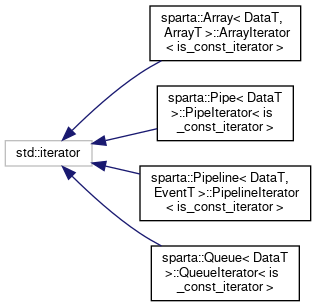 sparta::Array< DataT,
ArrayT >::ArrayIterator
< is_const_iterator >
sparta::Pipe< DataT
>::PipeIterator< is
_const_iterator >
std::iterator
sparta::Pipeline< DataT,
EventT >::PipelineIterator
< is_const_iterator >
sparta::Queue< DataT
>::QueueIterator< is
_const_iterator >